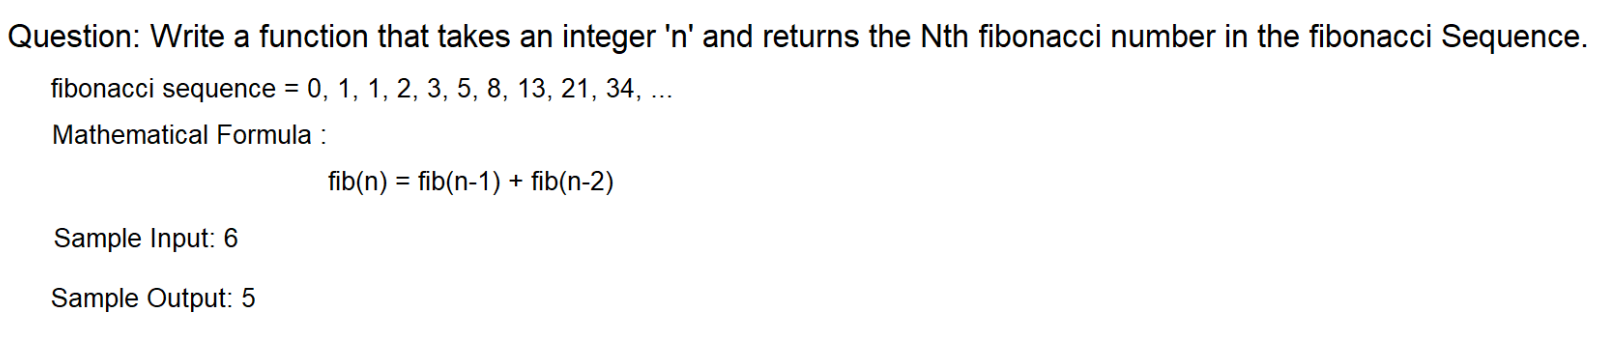 Question: Write a function that takes an integer 'n' and returns the Nth fibonacci number in the fibonacci Sequence.
fibonacci sequence = 0, 1, 1, 2, 3, 5, 8, 13, 21, 34, ...
Mathematical Formula :
fib(n) = fib(n-1) + fib(n-2)
Sample Input: 6
Sample Output: 5